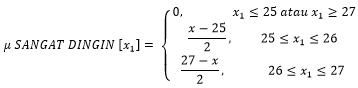 0, x₁ ≤ 25 atau x₁ ≥ 27
μ SANGAT DINGIN [x₁] = { (x − 25)/2, 25 ≤ x₁ ≤ 26
(27 − x)/2, 26 ≤ x₁ ≤ 27